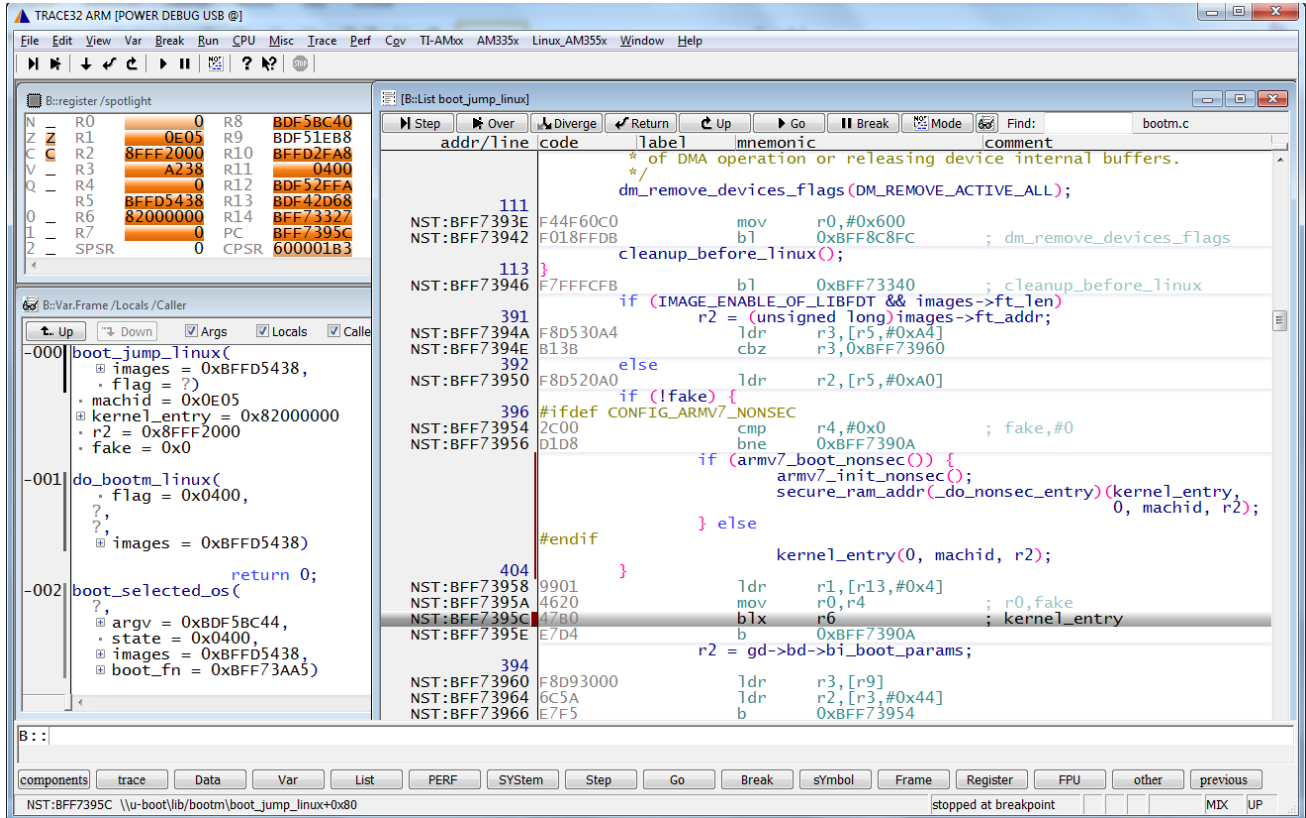 TRACE32 ARM [POWER DEBUG USB @]
File Edit View Var Break Run CPU Misc Trace Perf Cov TI-AMxx AM335x Linux_AM355x Window Help
B::register /spotlight
N _ R0 0 R8 BDF5BC40
Z Z R1 0E05 R9 BDF51EB8
C C R2 8FFF2000 R10 BFFD2FA8
V _ R3 A238 R11 0400
Q _ R4 0 R12 BDF52FFA
R5 BFFD5438 R13 BDF42D68
0 _ R6 82000000 R14 BFF73327
1 _ R7 0 PC BFF7395C
2 _ SPSR 0 CPSR 600001B3
B::Var.Frame /Locals /Caller
Up Down Args Locals Calle
-000 boot_jump_linux(
images = 0xBFFD5438,
flag = ?)
machid = 0x0E05
kernel_entry = 0x82000000
r2 = 0x8FFF2000
fake = 0x0
-001 do_bootm_linux(
flag = 0x0400,
?,
?,
images = 0xBFFD5438)
return 0;
-002 boot_selected_os(
?,
argv = 0xBDF5BC44,
state = 0x0400,
images = 0xBFFD5438,
boot_fn = 0xBFF73AA5)
[B::List boot_jump_linux]
Step Over Diverge Return Up Go Break Mode Find: bootm.c
addr/line code label mnemonic comment
* of DMA operation or releasing device internal buffers.
*/
dm_remove_devices_flags(DM_REMOVE_ACTIVE_ALL);
111
NST:BFF7393E F44F60C0 mov r0,#0x600
NST:BFF73942 F018FFDB bl 0xBFF8C8FC ; dm_remove_devices_flags
cleanup_before_linux();
113 }
NST:BFF73946 F7FFFCFB bl 0xBFF73340 ; cleanup_before_linux
if (IMAGE_ENABLE_OF_LIBFDT && images->ft_len)
391 r2 = (unsigned long)images->ft_addr;
NST:BFF7394A F8D530A4 ldr r3,[r5,#0xA4]
NST:BFF7394E B13B cbz r3,0xBFF73960
392 else
NST:BFF73950 F8D520A0 ldr r2,[r5,#0xA0]
if (!fake) {
396 #ifdef CONFIG_ARMV7_NONSEC
NST:BFF73954 2C00 cmp r4,#0x0 ; fake,#0
NST:BFF73956 D1D8 bne 0xBFF7390A
if (armv7_boot_nonsec()) {
armv7_init_nonsec();
secure_ram_addr(_do_nonsec_entry)(kernel_entry,
0, machid, r2);
} else
#endif
kernel_entry(0, machid, r2);
404 }
NST:BFF73958 9901 ldr r1,[r13,#0x4]
NST:BFF7395A 4620 mov r0,r4 ; r0,fake
NST:BFF7395C 47B0 blx r6 ; kernel_entry
NST:BFF7395E E7D4 b 0xBFF7390A
r2 = gd->bd->bi_boot_params;
394
NST:BFF73960 F8D93000 ldr r3,[r9]
NST:BFF73964 6C5A ldr r2,[r3,#0x44]
NST:BFF73966 E7F5 b 0xBFF73954
B::
components trace Data Var List PERF SYStem Step Go Break sYmbol Frame Register FPU other previous
NST:BFF7395C \\u-boot\lib/bootm\boot_jump_linux+0x80 stopped at breakpoint MIX UP